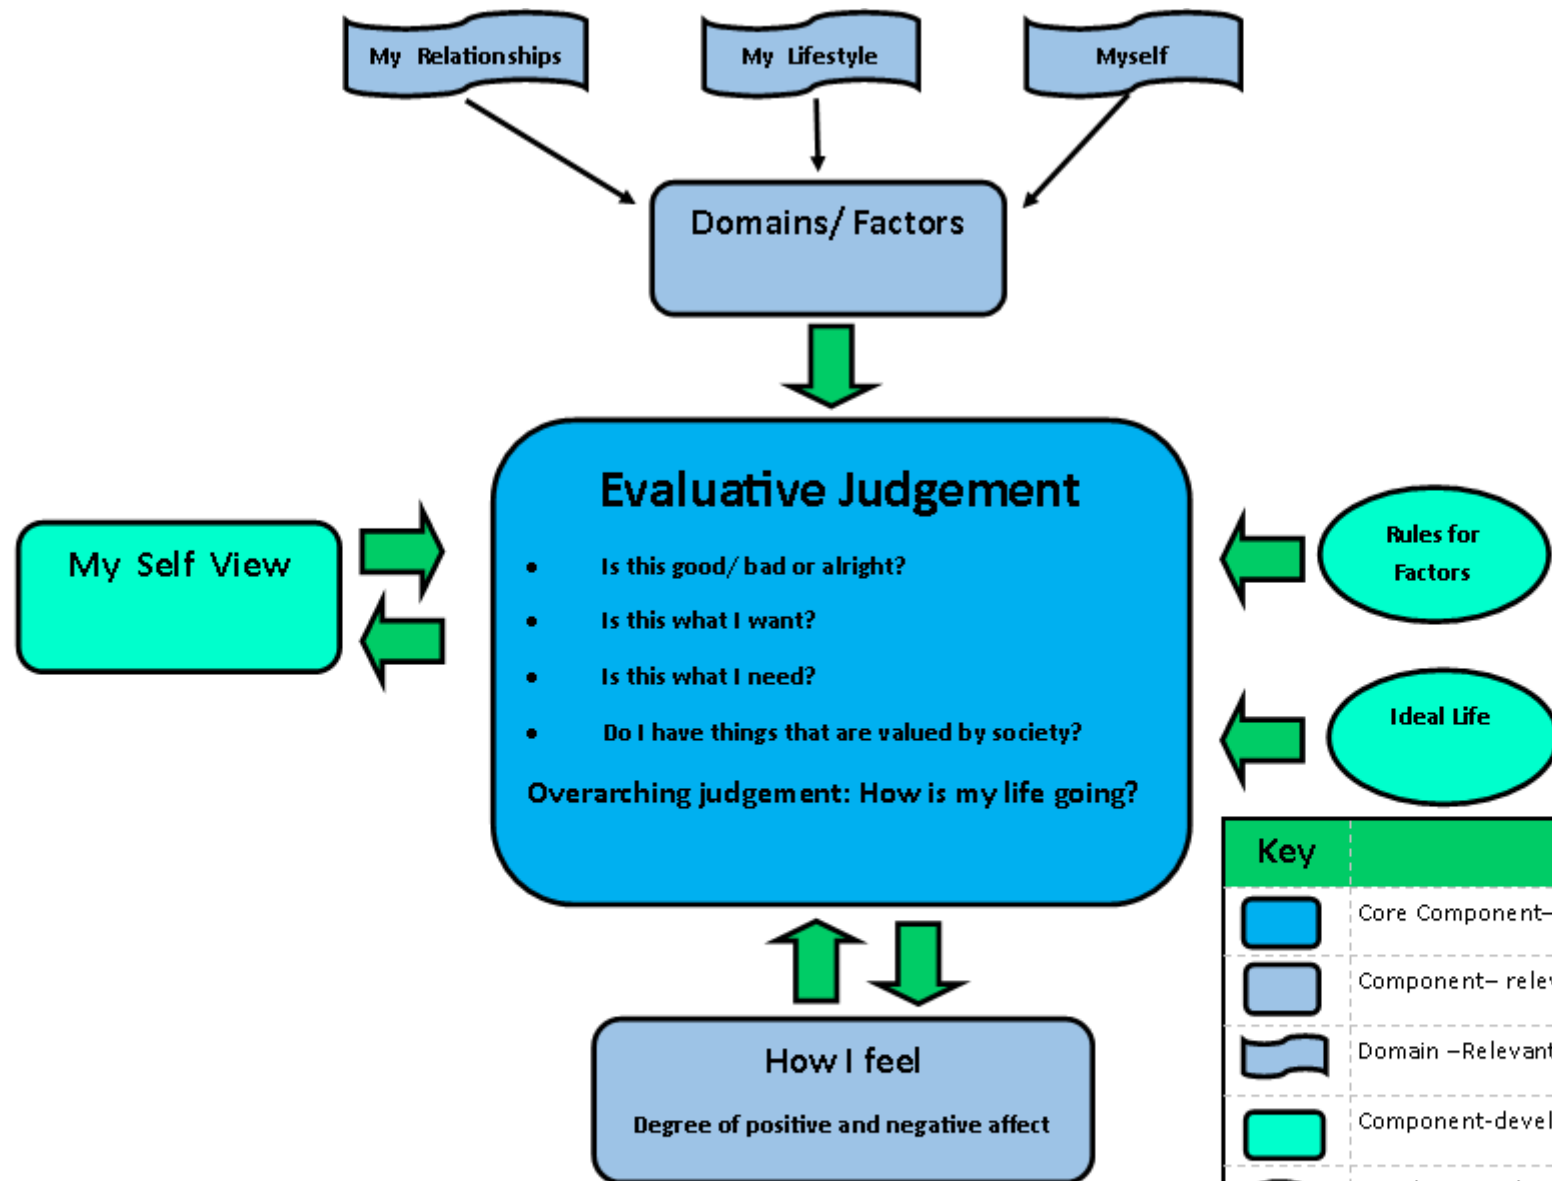 My Relationships
My Lifestyle
Myself
Domains/ Factors
Evaluative Judgement
• Is this good/ bad or alright?
• Is this what I want?
• Is this what I need?
• Do I have things that are valued by society?
Overarching judgement: How is my life going?
My Self View
Rules for
Factors
Ideal Life
How I feel
Degree of positive and negative affect
Key
Core Component–
Component–
Domain –Relevant